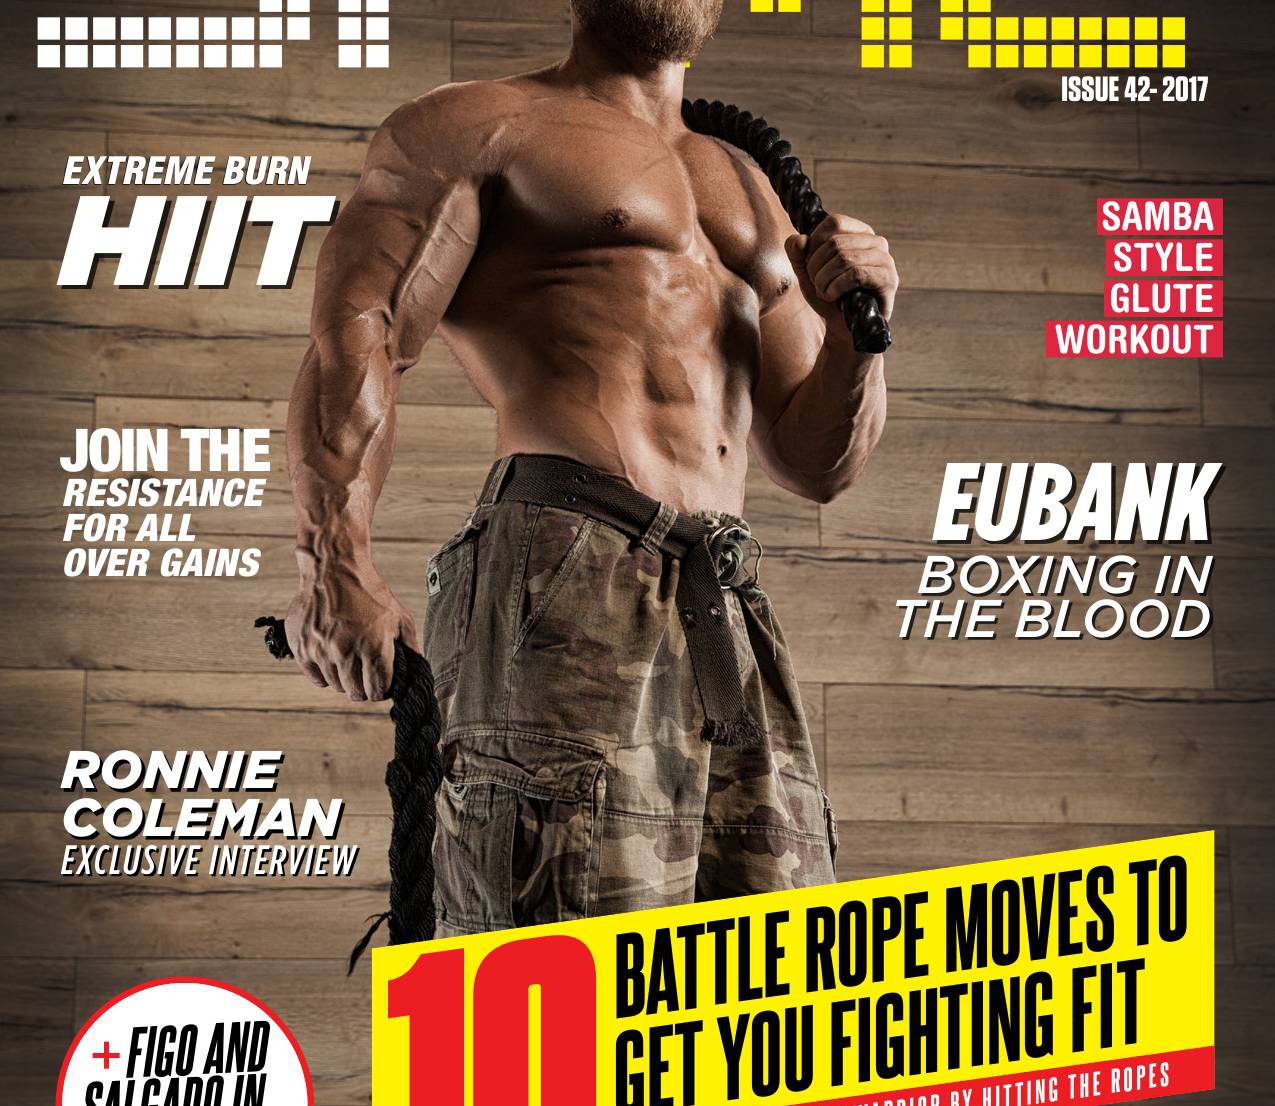 ISSUE 42- 2017
EXTREME BURN
HIIT
SAMBA
STYLE
GLUTE
WORKOUT
JOIN THE
RESISTANCE
FOR ALL
OVER GAINS
EUBANK
BOXING IN
THE BLOOD
RONNIE
COLEMAN
EXCLUSIVE INTERVIEW
10
BATTLE ROPE MOVES TO
GET YOU FIGHTING FIT
BY HITTING THE ROPES
+ FIGO AND
SALGADO IN